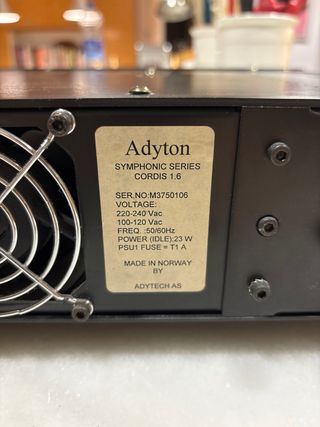 Adyton
SYMPHONIC SERIES
CORDIS 1.6
SER.NO:M3750106
VOLTAGE:
220-240 Vac
100-120 Vac
FREQ. :50/60Hz
POWER (IDLE):23 W
PSU1 FUSE = T1 A
MADE IN NORWAY
BY
ADYTECH AS